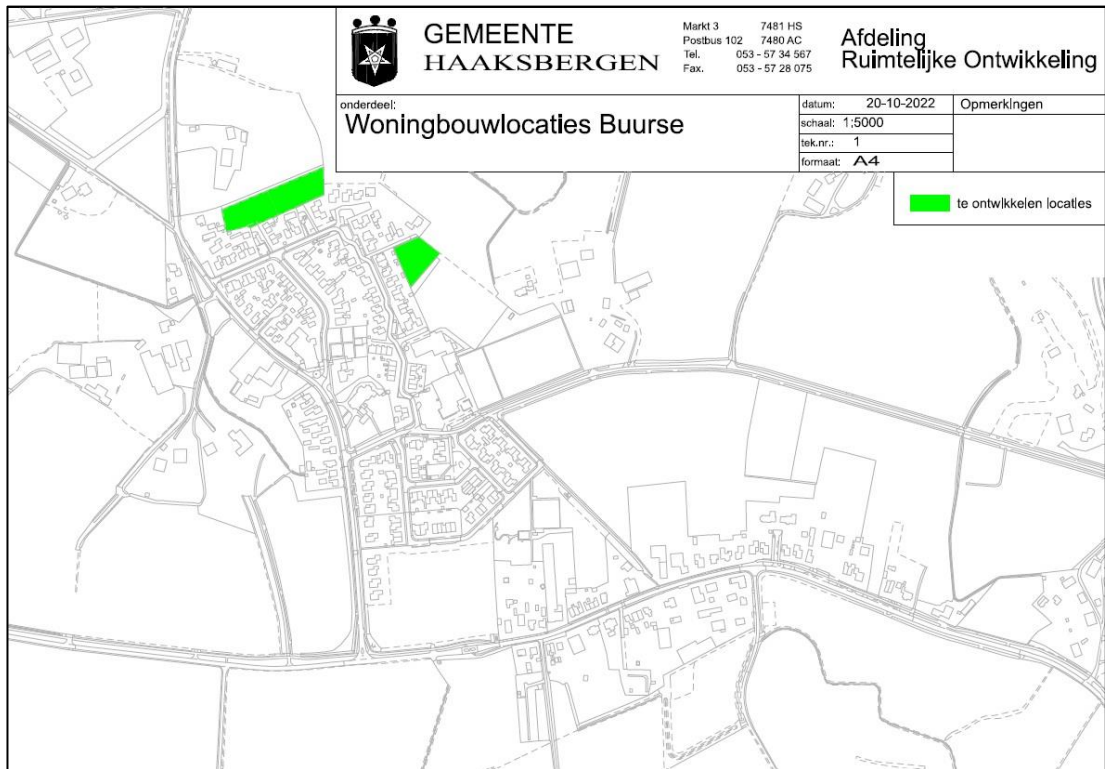 GEMEENTE
HAAKSBERGEN
Markt 3 7481 HS
Postbus 102 7480 AC
Tel. 053 - 57 34 567
Fax. 053 - 57 28 075
Afdeling
Ruimtelijke Ontwikkeling
onderdeel:
Woningbouwlocaties Buurse
datum: 20-10-2022
schaal: 1:5000
tek.nr.: 1
formaat: A4
Opmerkingen
te ontwikkelen locaties